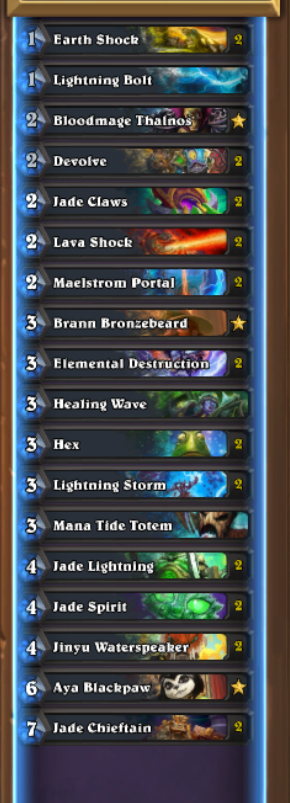 1 Earth Shock 2
1 Lightning Bolt
2 Bloodmage Thalnos
2 Devolve 2
2 Jade Claws 2
2 Lava Shock 2
2 Maelstrom Portal 2
3 Brann Bronzebeard
3 Elemental Destruction 2
3 Healing Wave
3 Hex 2
3 Lightning Storm 2
3 Mana Tide Totem
4 Jade Lightning 2
4 Jade Spirit 2
4 Jinyu Waterspeaker 2
6 Aya Blackpaw
7 Jade Chieftain 2